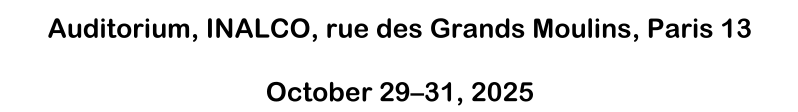 Auditorium, INALCO, rue des Grands Moulins, Paris 13
October 29–31, 2025